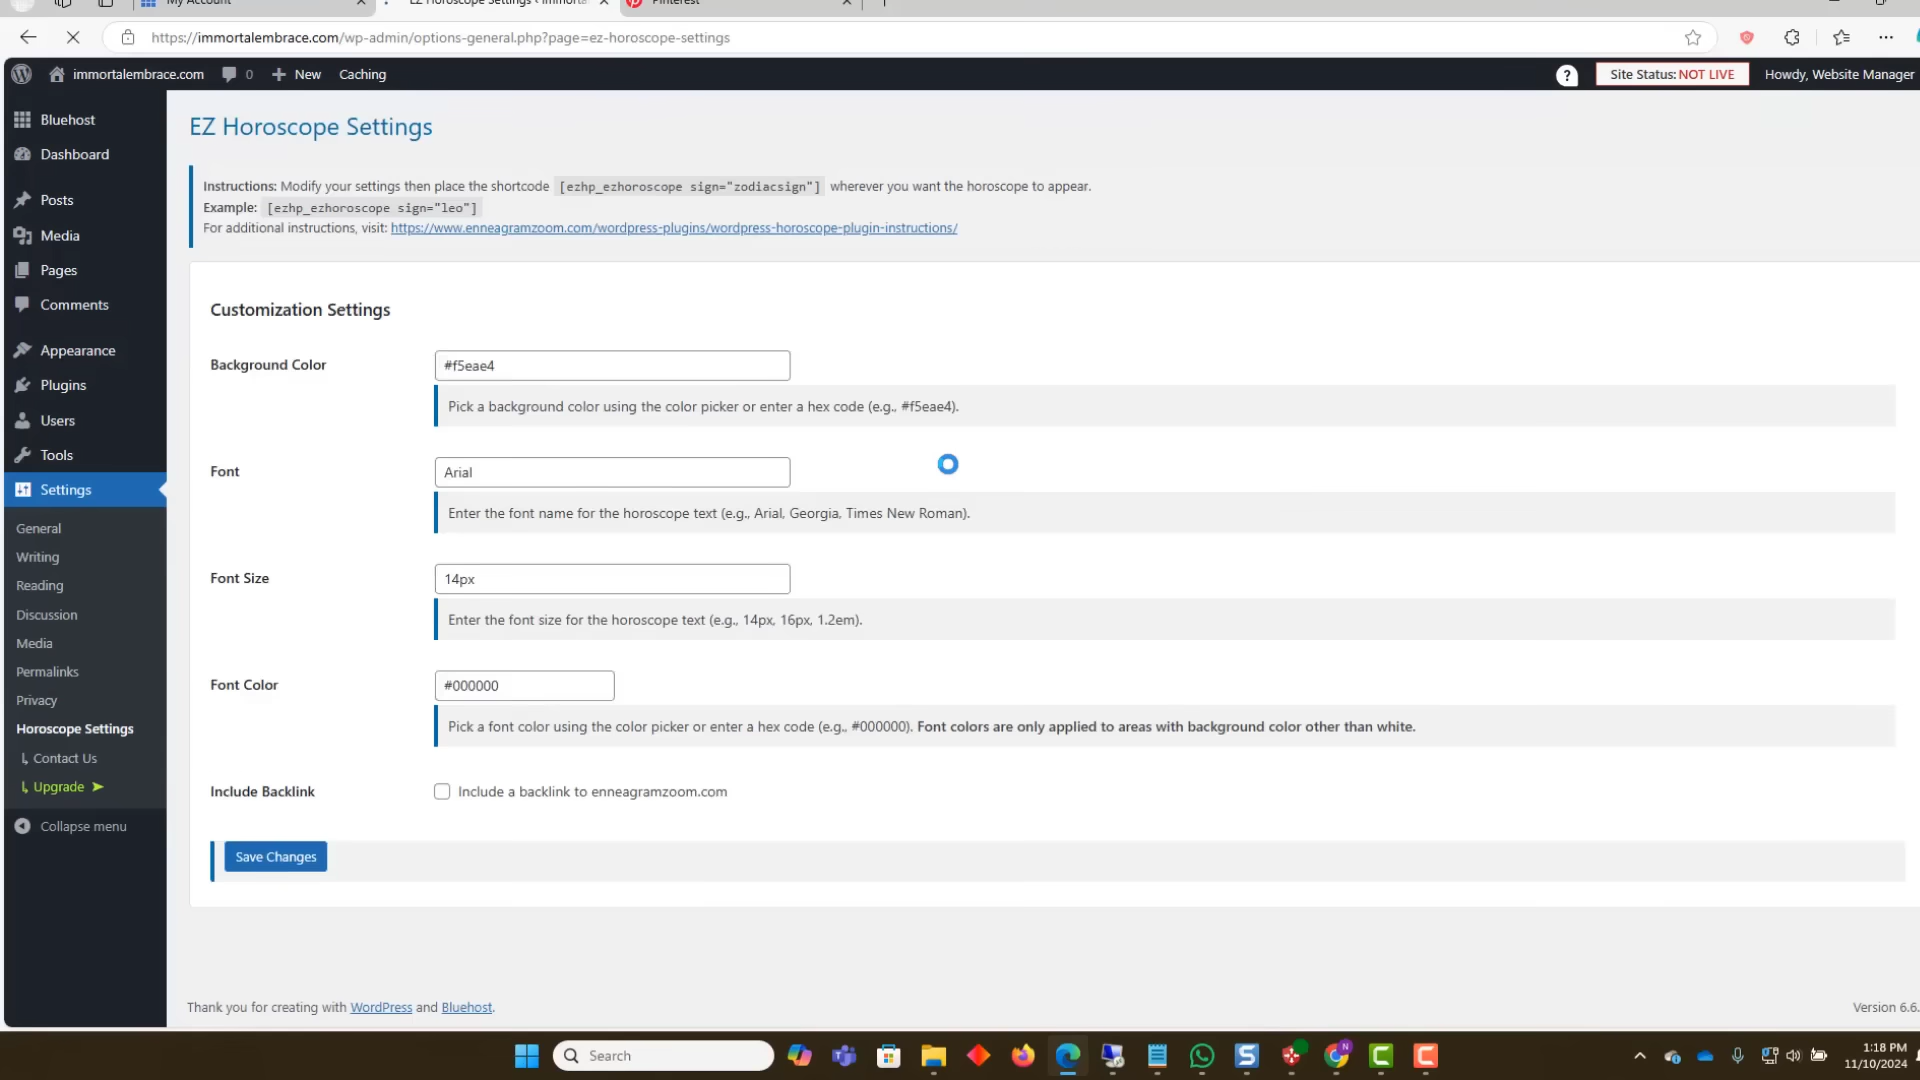 My Account
EZ Horoscope Settings ‹ Immorta
Pinterest
https://immortalembrace.com/wp-admin/options-general.php?page=ez-horoscope-settings
immortalembrace.com
0
New
Caching
?
Site Status: NOT LIVE
Howdy, Website Manager
Bluehost
Dashboard
Posts
Media
Pages
Comments
Appearance
Plugins
Users
Tools
Settings
General
Writing
Reading
Discussion
Media
Permalinks
Privacy
Horoscope Settings
Contact Us
Upgrade ➤
Collapse menu
EZ Horoscope Settings
Instructions: Modify your settings then place the shortcode [ezhp_ezhoroscope sign="zodiacsign"] wherever you want the horoscope to appear.
Example: [ezhp_ezhoroscope sign="leo"]
For additional instructions, visit: https://www.enneagramzoom.com/wordpress-plugins/wordpress-horoscope-plugin-instructions/
Customization Settings
Background Color
#f5eae4
Pick a background color using the color picker or enter a hex code (e.g., #f5eae4).
Font
Arial
Enter the font name for the horoscope text (e.g., Arial, Georgia, Times New Roman).
Font Size
14px
Enter the font size for the horoscope text (e.g., 14px, 16px, 1.2em).
Font Color
#000000
Pick a font color using the color picker or enter a hex code (e.g., #000000). Font colors are only applied to areas with background color other than white.
Include Backlink
Include a backlink to enneagramzoom.com
Save Changes
Thank you for creating with WordPress and Bluehost.
Version 6.6.
Search
1:18 PM
11/10/2024